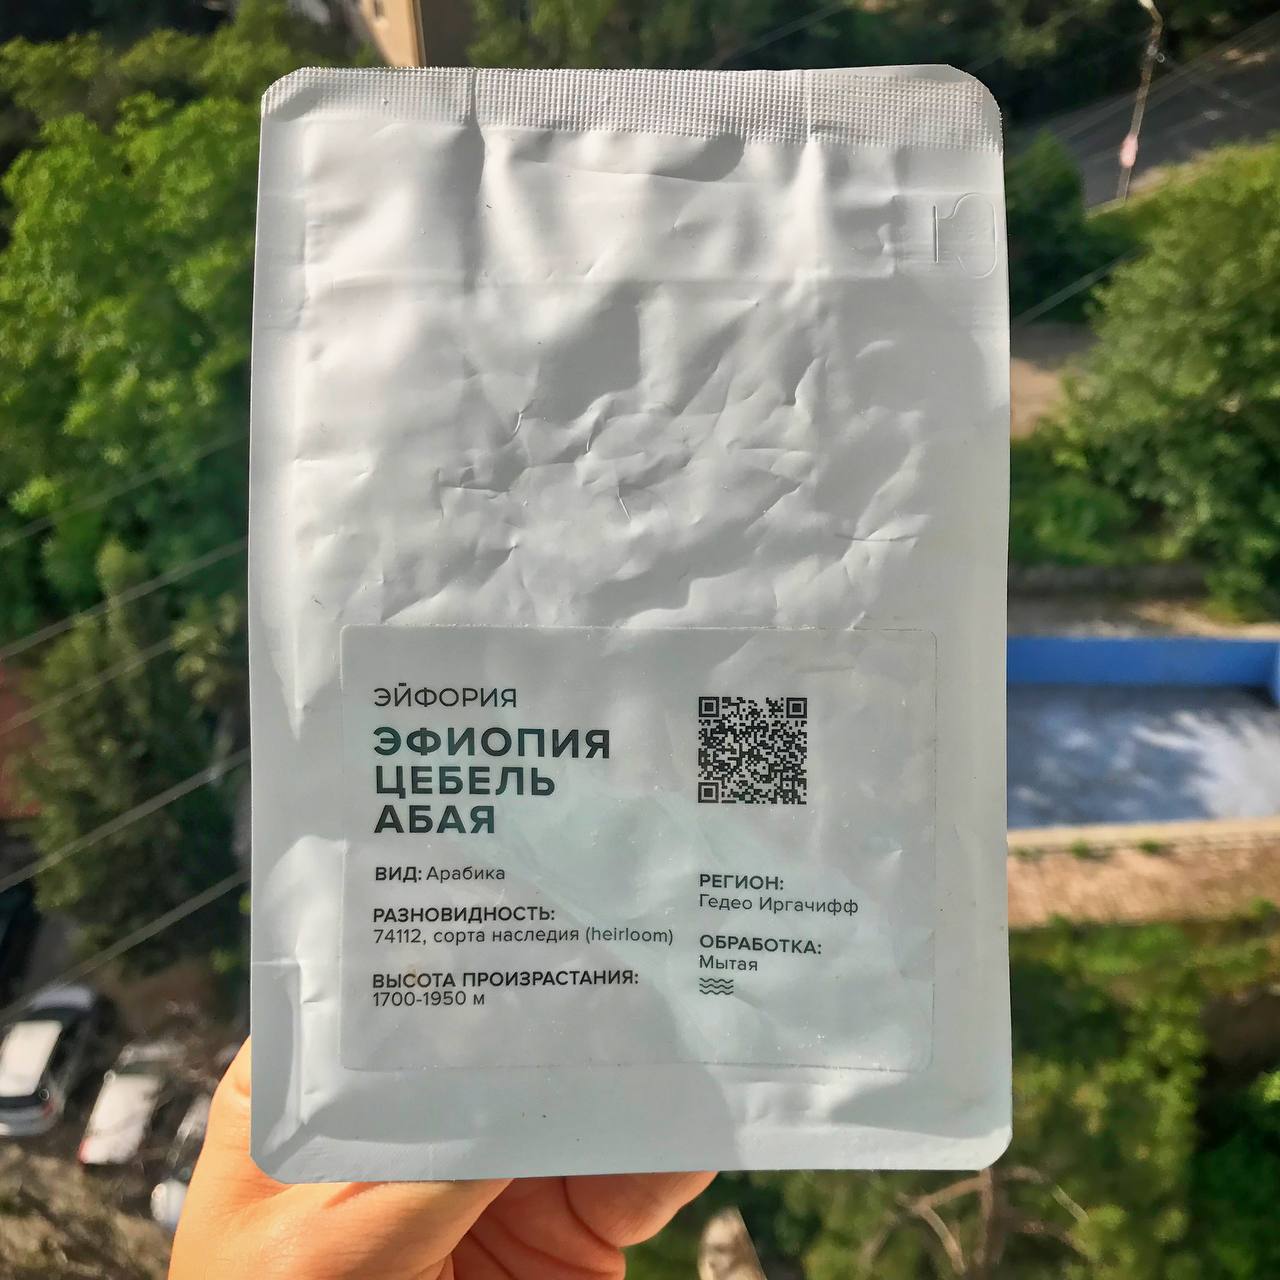 ЭЙФОРИЯ
ЭФИОПИЯ
ЦЕБЕЛЬ
АБАЯ
ВИД: Арабика
РАЗНОВИДНОСТЬ:
74112, сорта наследия (heirloom)
ВЫСОТА ПРОИЗРАСТАНИЯ:
1700-1950 м
РЕГИОН:
Гедео Иргачифф
ОБРАБОТКА:
Мытая